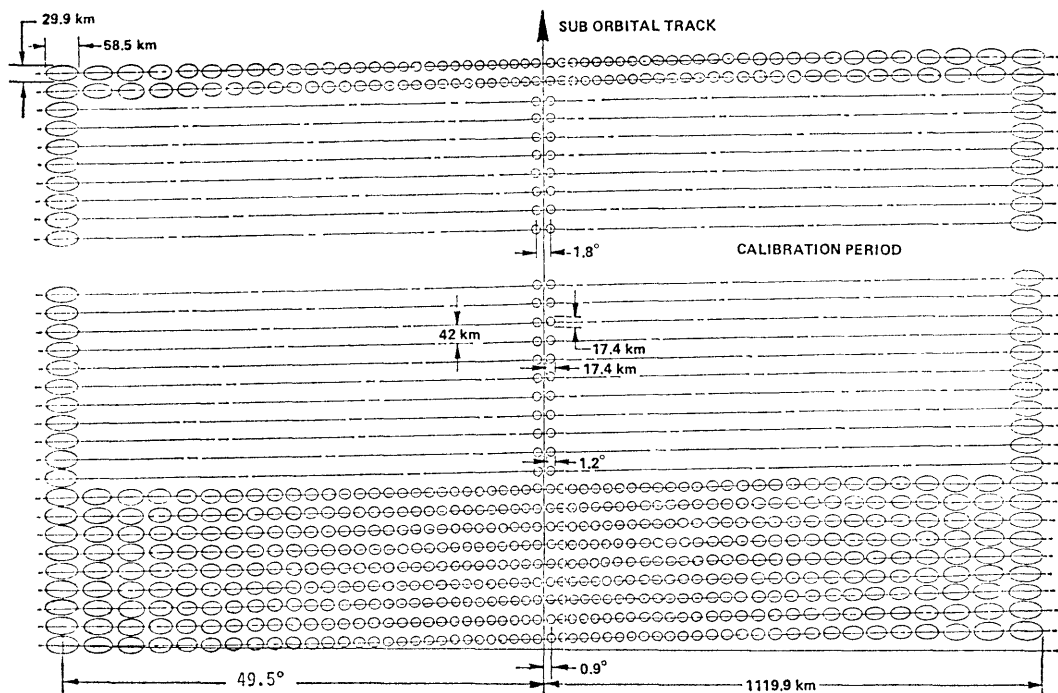 29.9 km
58.5 km
SUB ORBITAL TRACK
1.8°
CALIBRATION PERIOD
42 km
17.4 km
17.4 km
1.2°
49.5°
0.9°
1119.9 km